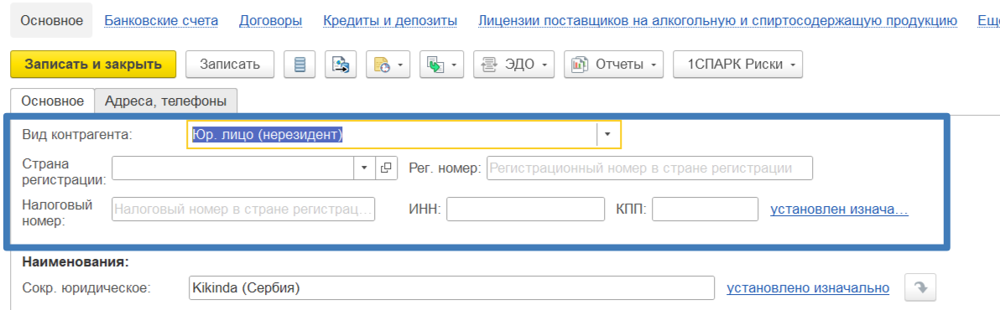 Основное Банковские счета Договоры Кредиты и депозиты Лицензии поставщиков на алкогольную и спиртосодержащую продукцию Ещё
Записать и закрыть Записать ЭДО Отчеты 1СПАРК Риски
Основное Адреса, телефоны
Вид контрагента: Юр. лицо (нерезидент)
Страна регистрации: Рег. номер: Регистрационный номер в стране регистрации
Налоговый номер: Налоговый номер в стране регистрац... ИНН: КПП: установлен изнача...
Наименования:
Сокр. юридическое: Kikinda (Сербия) установлено изначально